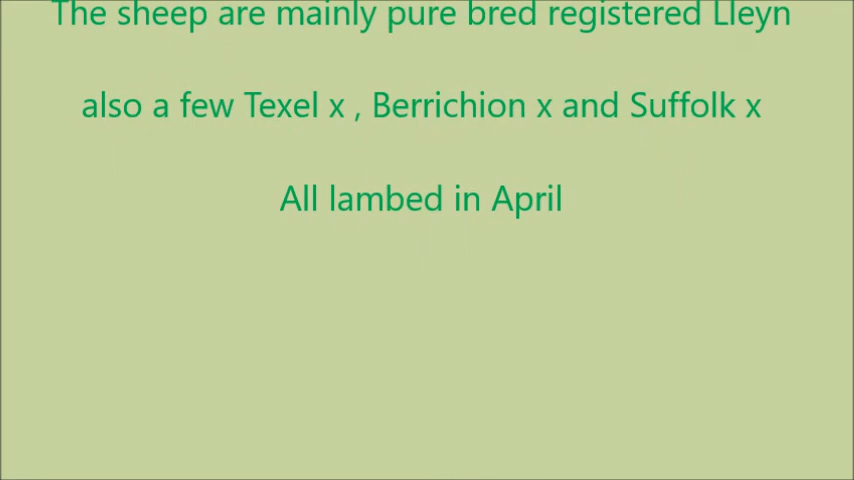 The sheep are mainly pure bred registered Lleyn
also a few Texel x , Berrichion x and Suffolk x
All lambed in April